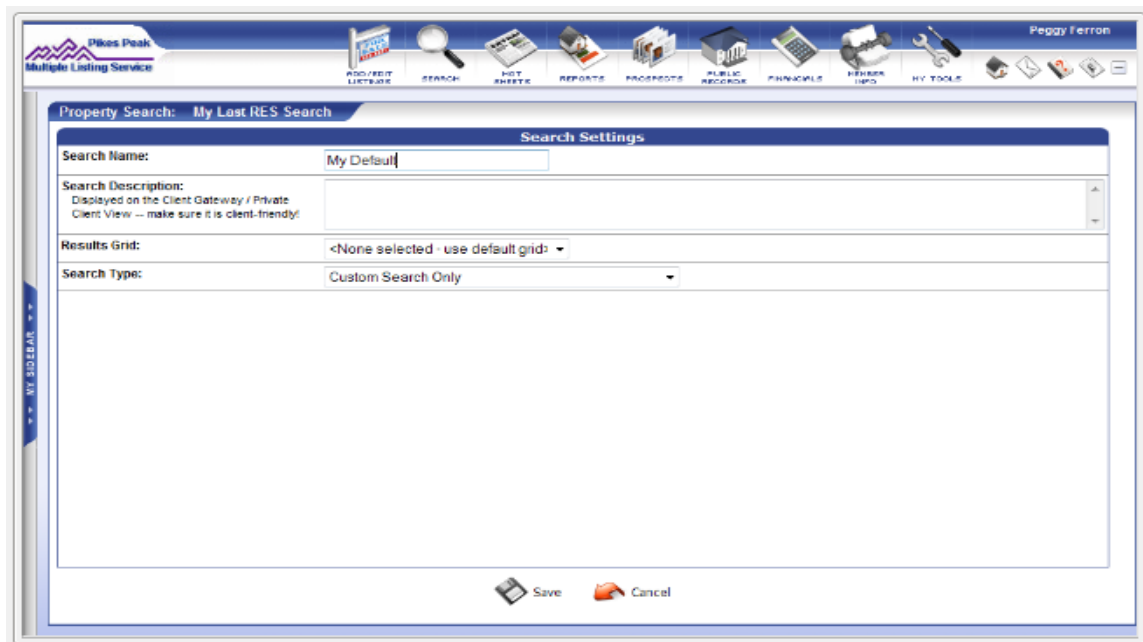 Pikes Peak
Multiple Listing Service
Peggy Ferron
ADD/EDIT
LISTINGS
SEARCH
HOT
SHEETS
REPORTS
PROSPECTS
PUBLIC
RECORDS
FINANCIALS
MEMBER
INFO
MY TOOLS
Property Search: My Last RES Search
Search Settings
Search Name:
My Default
Search Description:
Displayed on the Client Gateway / Private
Client View -- make sure it is client-friendly!
Results Grid:
<None selected - use default grid>
Search Type:
Custom Search Only
MY SIDEBAR
Save
Cancel